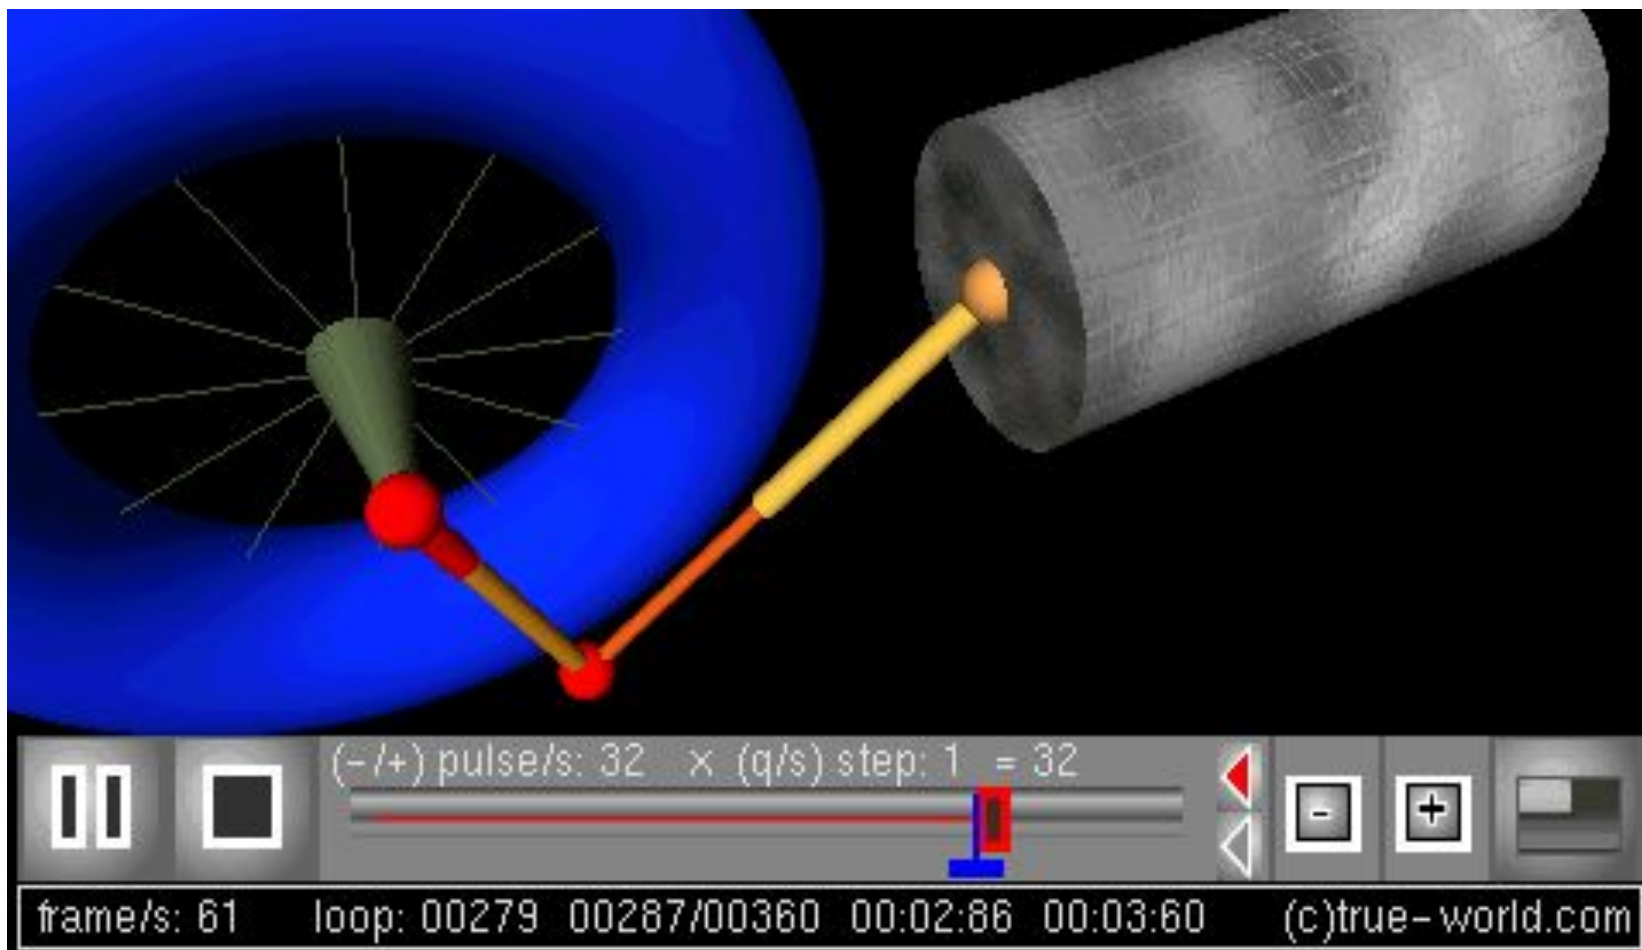 (-/+) pulse/s: 32 x (q/s) step: 1 = 32
- +
frame/s: 61 loop: 00279 00287/00360 00:02:86 00:03:60 (c)true-world.com